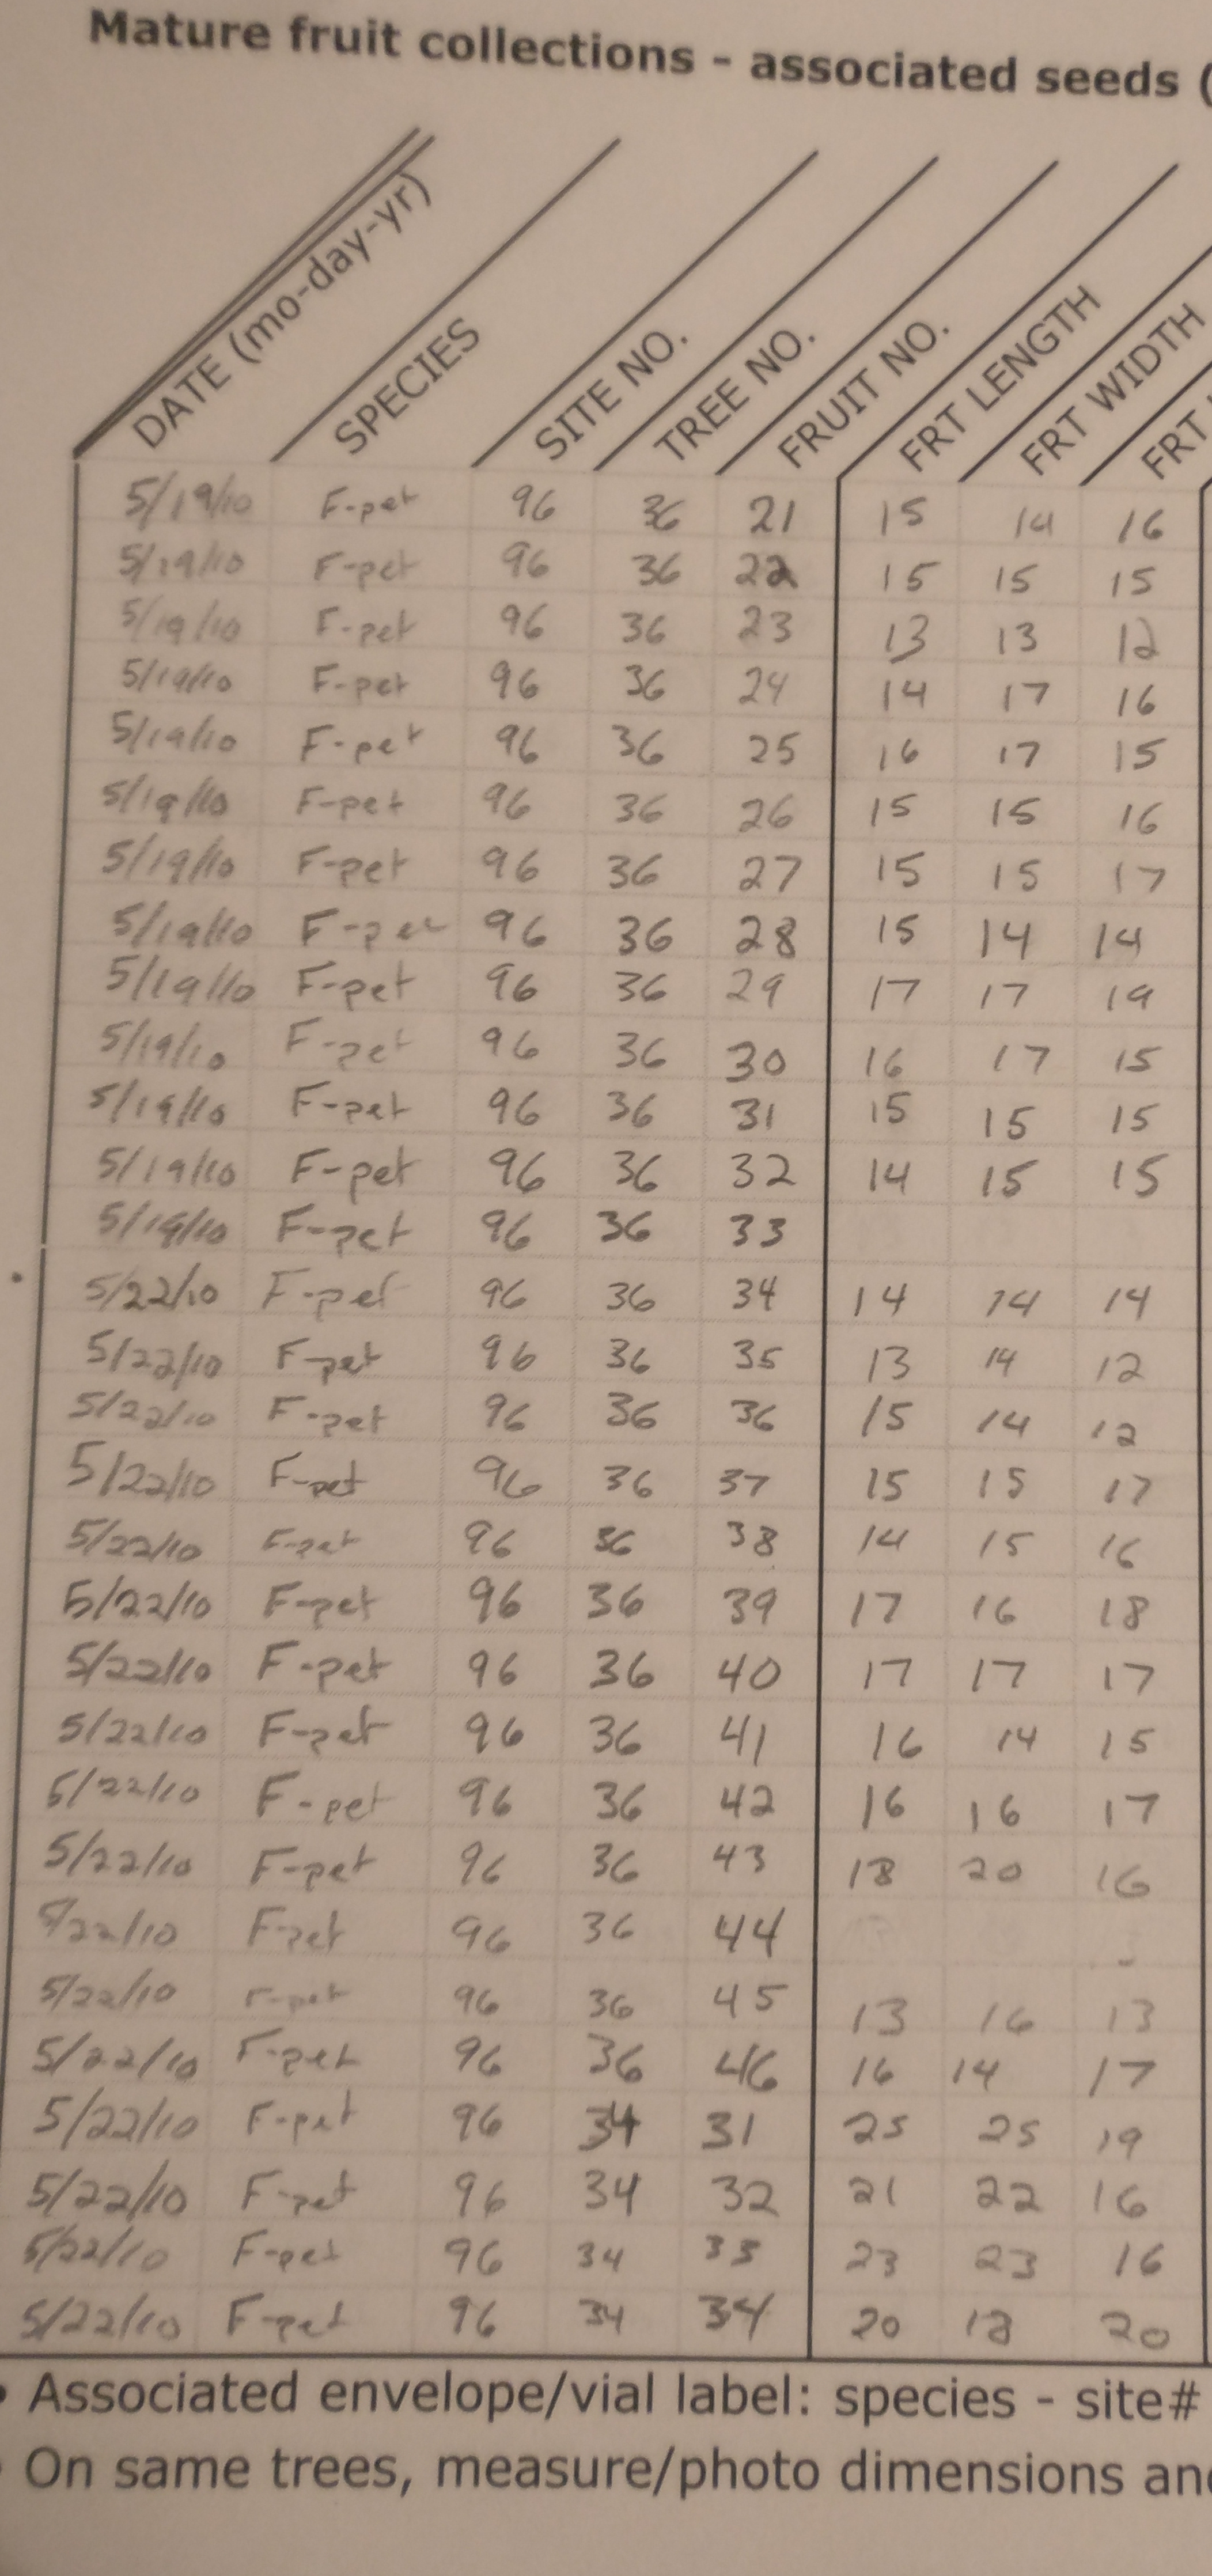 Mature fruit collections - associated seeds (
DATE (mo-day-yr) SPECIES SITE NO. TREE NO. FRUIT NO. FRT LENGTH FRT WIDTH FRT
5/19/10 F-pet 96 36 21 15 14 16
5/19/10 F-pet 96 36 22 15 15 15
5/19/10 F-pet 96 36 23 13 13 12
5/19/10 F-pet 96 36 24 14 17 16
5/19/10 F-pet 96 36 25 16 17 15
5/19/10 F-pet 96 36 26 15 15 16
5/19/10 F-pet 96 36 27 15 15 17
5/19/10 F-pet 96 36 28 15 14 14
5/19/10 F-pet 96 36 29 17 17 19
5/19/10 F-pet 96 36 30 16 17 15
5/19/10 F-pet 96 36 31 15 15 15
5/19/10 F-pet 96 36 32 14 15 15
5/19/10 F-pet 96 36 33
5/22/10 F-pet 96 36 34 14 14 14
5/22/10 F-pet 96 36 35 13 14 12
5/22/10 F-pet 96 36 36 15 14 12
5/22/10 F-pet 96 36 37 15 15 17
5/22/10 F-pet 96 36 38 14 15 16
5/22/10 F-pet 96 36 39 17 16 18
5/22/10 F-pet 96 36 40 17 17 17
5/22/10 F-pet 96 36 41 16 14 15
5/22/10 F-pet 96 36 42 16 16 17
5/22/10 F-pet 96 36 43 18 20 16
5/22/10 F-pet 96 36 44
5/22/10 F-pet 96 36 45 13 16 13
5/22/10 F-pet 96 36 46 16 14 17
5/22/10 F-pet 96 34 31 25 25 19
5/22/10 F-pet 96 34 32 21 22 16
5/22/10 F-pet 96 34 33 23 23 16
5/22/10 F-pet 96 34 34 20 18 20
• Associated envelope/vial label: species - site#
On same trees, measure/photo dimensions and